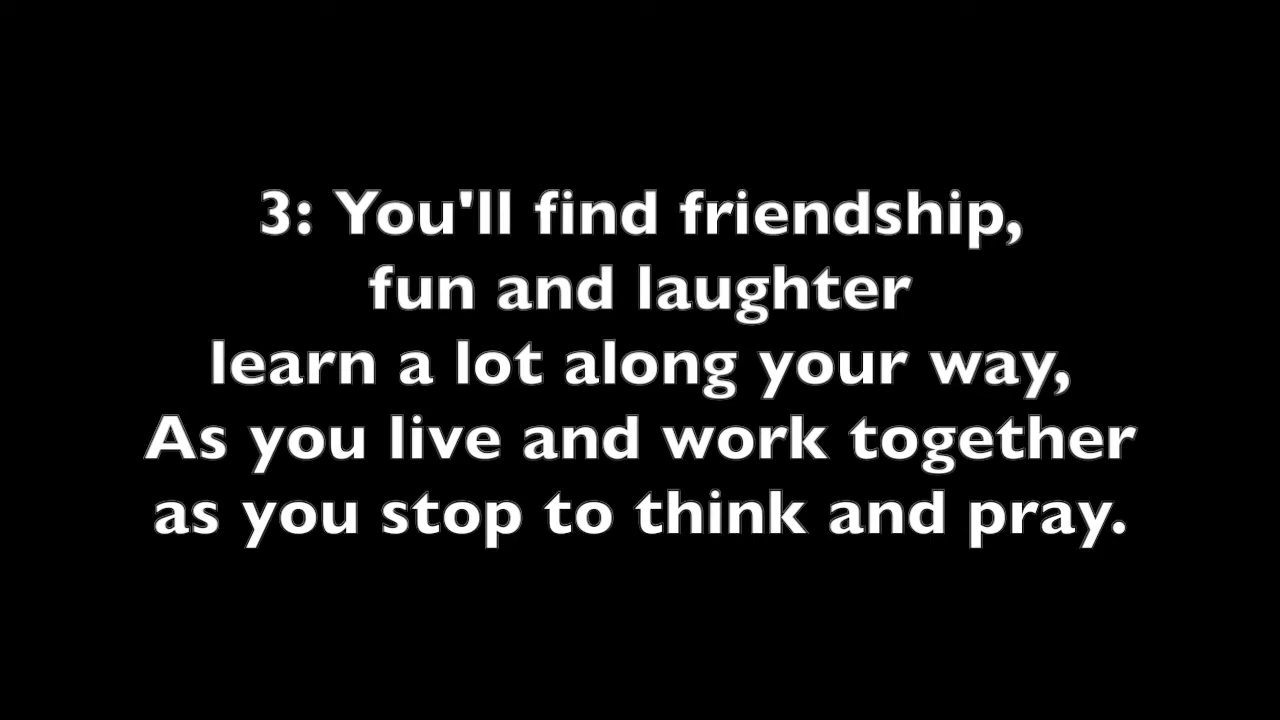 3: You'll find friendship,
fun and laughter
learn a lot along your way,
As you live and work together
as you stop to think and pray.